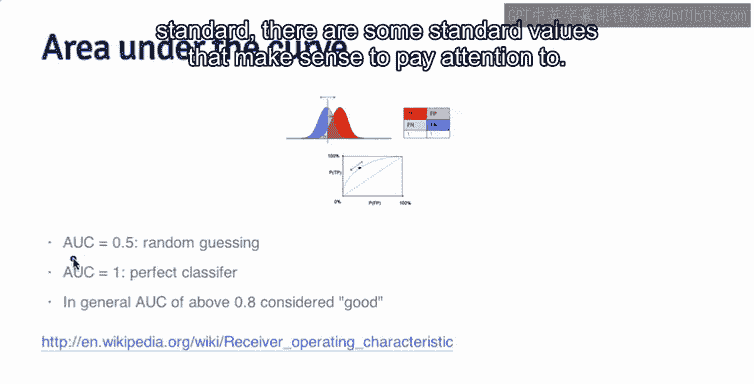 standard, there are some standard values
that make sense to pay attention to.
Area under the curve
TP FP
FN TN
1 1
100%
P(TP)
0% P(FP) 100%
· AUC = 0.5: random guessing
· AUC = 1: perfect classifer
· In general AUC of above 0.8 considered "good"
http://en.wikipedia.org/wiki/Receiver_operating_characteristic